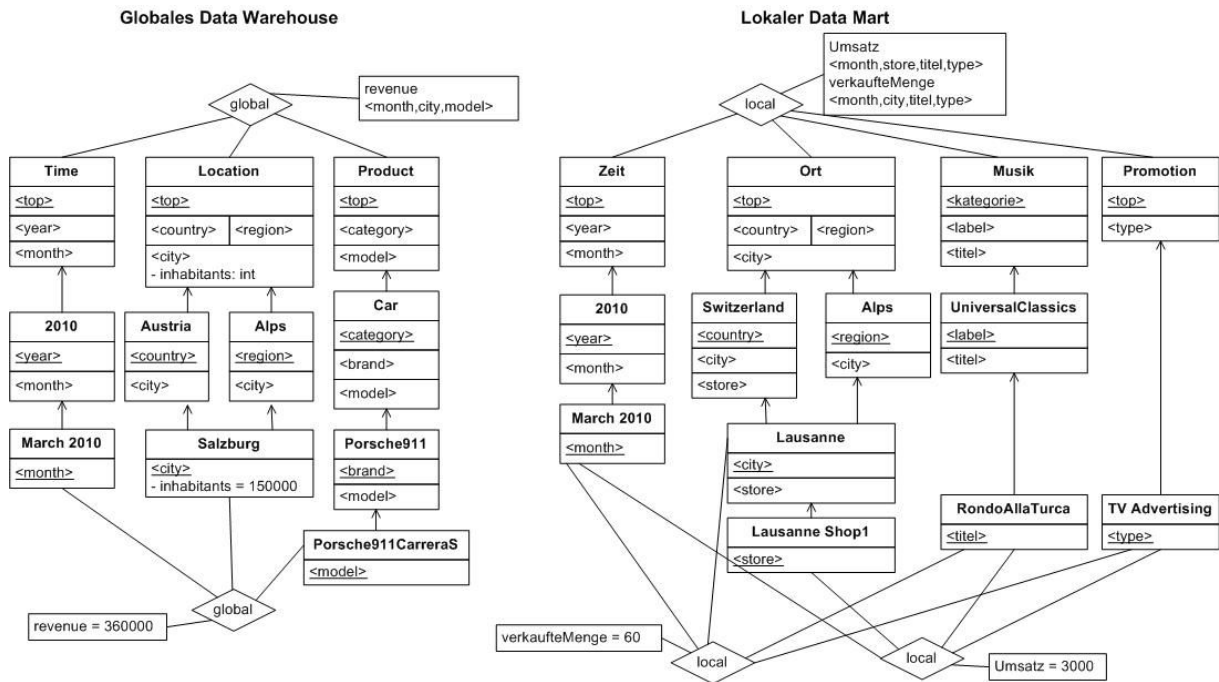 Globales Data Warehouse
global
revenue
<month,city,model>
Time
<top>
<year>
<month>
Location
<top>
<country>
<region>
<city>
- inhabitants: int
Product
<top>
<category>
<model>
2010
<year>
<month>
Austria
<country>
<city>
Alps
<region>
<city>
Car
<category>
<brand>
<model>
March 2010
<month>
Salzburg
<city>
- inhabitants = 150000
Porsche911
<brand>
<model>
Porsche911CarreraS
<model>
global
revenue = 360000
Lokaler Data Mart
local
Umsatz
<month,store,titel,type>
verkaufteMenge
<month,city,titel,type>
Zeit
<top>
<year>
<month>
Ort
<top>
<country>
<region>
<city>
Musik
<kategorie>
<label>
<titel>
Promotion
<top>
<type>
2010
<year>
<month>
Switzerland
<country>
<city>
<store>
Alps
<region>
<city>
UniversalClassics
<label>
<titel>
March 2010
<month>
Lausanne
<city>
<store>
Lausanne Shop1
<store>
RondoAllaTurca
<titel>
TV Advertising
<type>
verkaufteMenge = 60
local
local
Umsatz = 3000